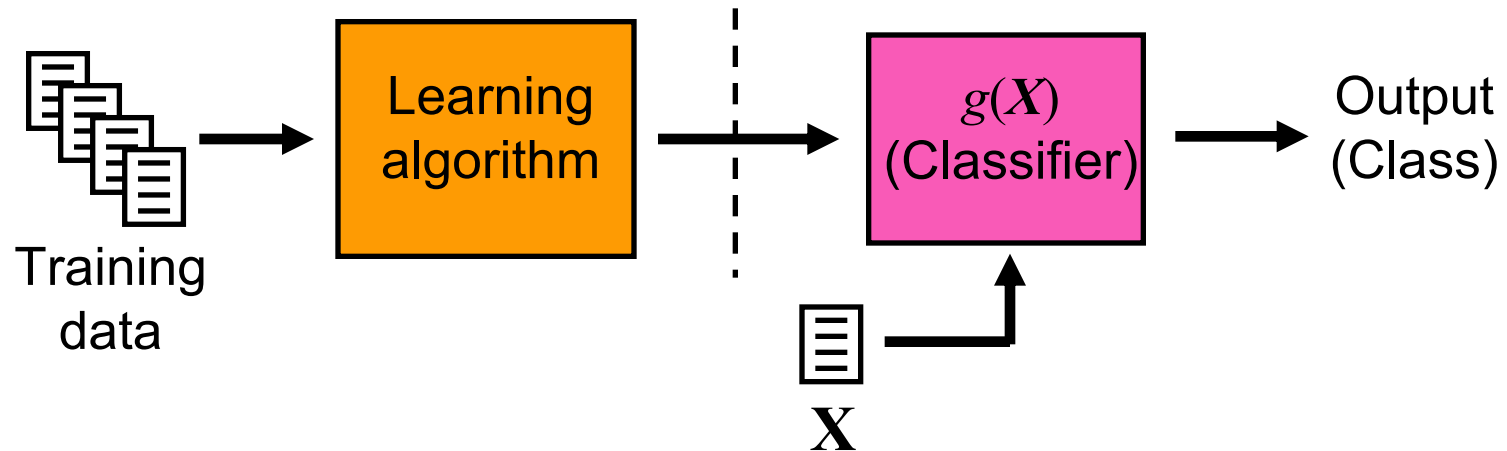 Training
data
Learning
algorithm
g(X)
(Classifier)
X
Output
(Class)